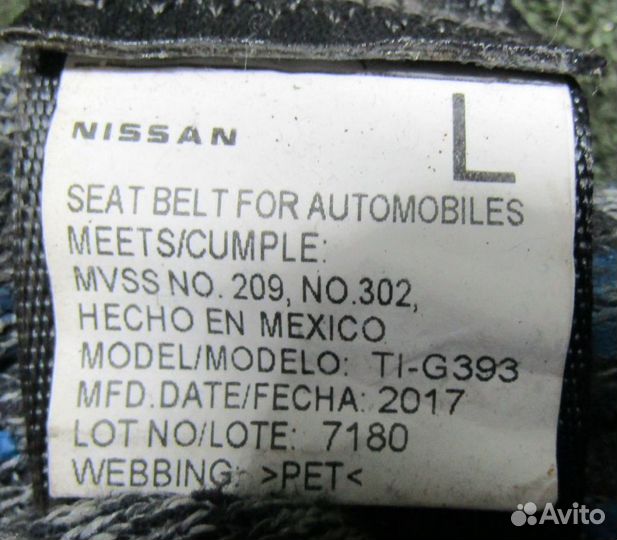 NISSAN
L
SEAT BELT FOR AUTOMOBILES
MEETS/CUMPLE:
MVSS NO. 209, NO.302,
HECHO EN MEXICO
MODEL/MODELO: TI-G393
MFD.DATE/FECHA: 2017
LOT NO/LOTE: 7180
WEBBING: >PET<
Avito